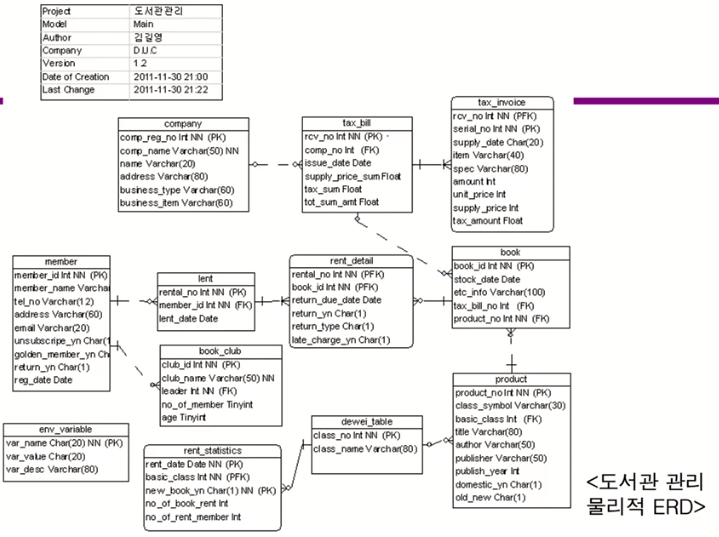 Project 도서관관리
Model Main
Author 김길영
Company D.U.C
Version 1.2
Date of Creation 2011-11-30 21:00
Last Change 2011-11-30 21:22
company
comp_reg_no Int NN (PK)
comp_name Varchar(50) NN
name Varchar(20)
address Varchar(80)
business_type Varchar(60)
business_item Varchar(60)
tax_bill
rcv_no Int NN (PK)
comp_no Int (FK)
issue_date Date
supply_price_sum Float
tax_sum Float
tot_sum_amt Float
tax_invoice
rcv_no Int NN (PFK)
serial_no Int NN (PK)
supply_date Char(20)
item Varchar(40)
spec Varchar(80)
amount Int
unit_price Int
supply_price Int
tax_amount Float
member
member_id Int NN (PK)
member_name Varchar
tel_no Varchar(12)
address Varchar(60)
email Varchar(20)
unsubscripe_yn Char(1)
golden_member_yn Ch
return_yn Char(1)
reg_date Date
lent
rental_no Int NN (PK)
member_id Int NN (FK)
lent_date Date
rent_detail
rental_no Int NN (PFK)
book_id Int NN (PFK)
return_due_date Date
return_yn Char(1)
return_type Char(1)
late_charge_yn Char(1)
book
book_id Int NN (PK)
stock_date Date
etc_info Varchar(100)
tax_bill_no Int (FK)
product_no Int NN (FK)
book_club
club_id Int NN (PK)
club_name Varchar(50) NN
leader Int NN (FK)
no_of_member Tinyint
age Tinyint
product
product_no Int NN (PK)
class_symbol Varchar(30)
basic_class Int (FK)
title Varchar(80)
author Varchar(50)
publisher Varchar(50)
publish_year Int
domestic_yn Char(1)
old_new Char(1)
env_variable
var_name Char(20) NN (PK)
var_value Char(20)
var_desc Varchar(80)
rent_statistics
rent_date Date NN (PK)
basic_class Int NN (PFK)
new_book_yn Char(1) NN (PK)
no_of_book_rent Int
no_of_rent_member Int
dewei_table
class_no Int NN (PK)
class_name Varchar(80)
<도서관 관리
물리적 ERD>